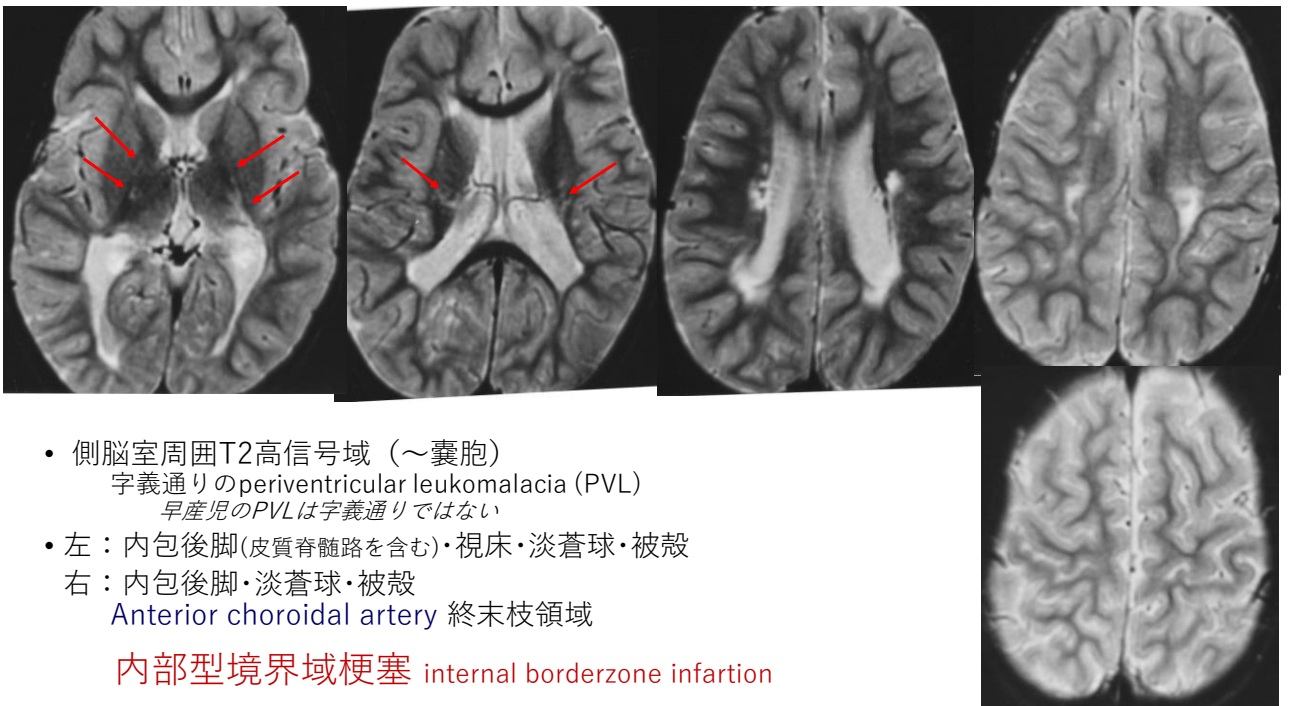 • 側脳室周囲T2高信号域（～嚢胞）
字義通りのperiventricular leukomalacia (PVL)
早産児のPVLは字義通りではない
• 左：内包後脚(皮質脊髄路を含む)･視床･淡蒼球･被殻
右：内包後脚･淡蒼球･被殻
Anterior choroidal artery 終末枝領域
内部型境界域梗塞 internal borderzone infartion